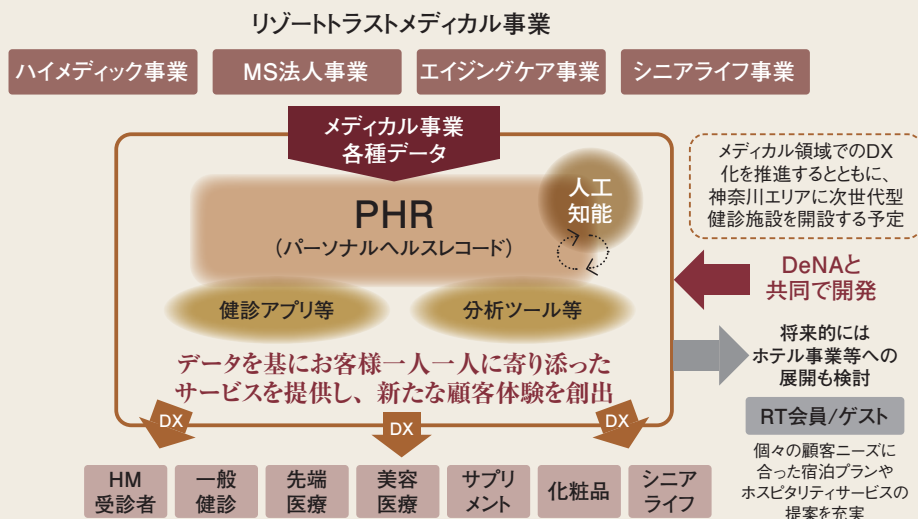 リゾートトラストメディカル事業
ハイメディック事業
MS法人事業
エイジングケア事業
シニアライフ事業
メディカル事業
各種データ
PHR
（パーソナルヘルスレコード）
人工
知能
健診アプリ等
分析ツール等
データを基にお客様一人一人に寄り添った
サービスを提供し、新たな顧客体験を創出
メディカル領域でのDX
化を推進するとともに、
神奈川エリアに次世代型
健診施設を開設する予定
DeNAと
共同で開発
将来的には
ホテル事業等への
展開も検討
RT会員/ゲスト
個々の顧客ニーズに
合った宿泊プランや
ホスピタリティサービスの
提案を充実
DX
DX
DX
HM
受診者
一般
健診
先端
医療
美容
医療
サプリ
メント
化粧品
シニア
ライフ